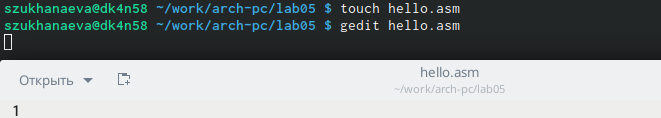 szukhanaeva@dk4n58 ~/work/arch-pc/lab05 $ touch hello.asm
szukhanaeva@dk4n58 ~/work/arch-pc/lab05 $ gedit hello.asm
Открыть
hello.asm
~/work/arch-pc/lab05
1